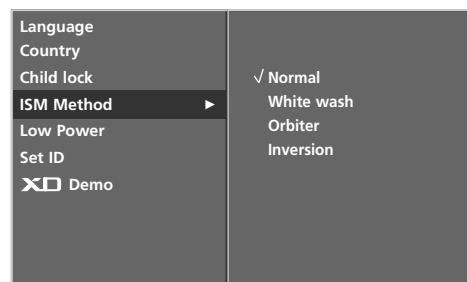 Language
Country
Child lock
ISM Method ►
Low Power
Set ID
XD Demo
√ Normal
White wash
Orbiter
Inversion